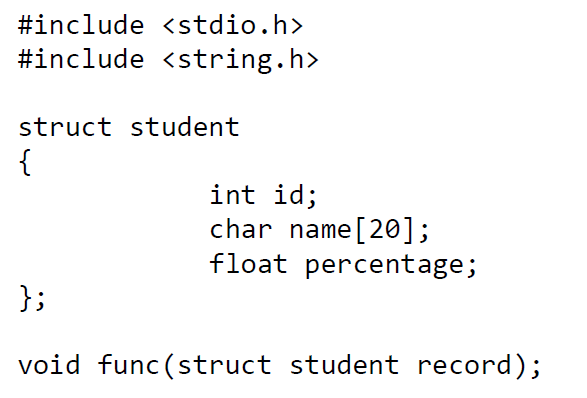 #include <stdio.h>
#include <string.h>
struct student
{
int id;
char name[20];
float percentage;
};
void func(struct student record);